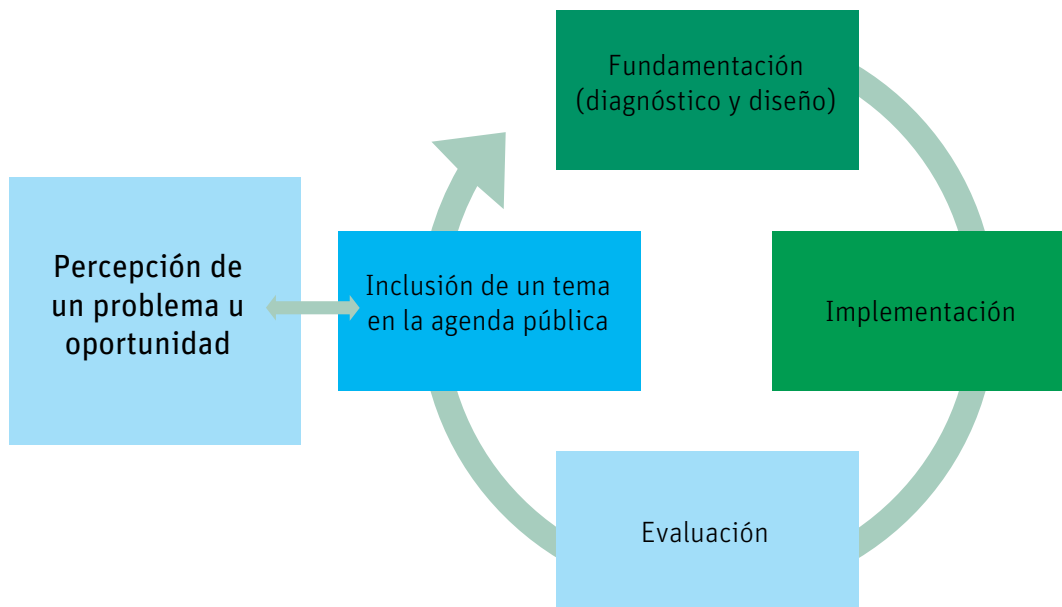 Fundamentación
(diagnóstico y diseño)
Percepción de
un problema u
oportunidad
Inclusión de un tema
en la agenda pública
Implementación
Evaluación